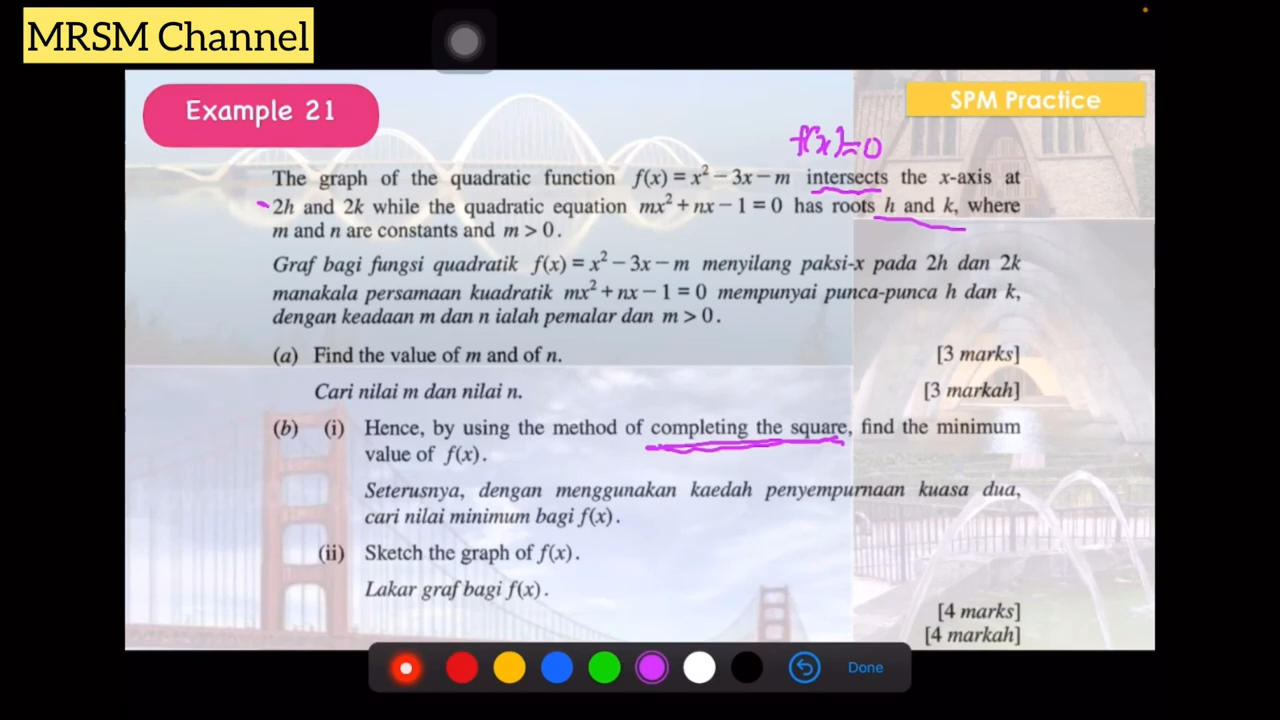 MRSM Channel
Example 21
SPM Practice
f(x)=0
The graph of the quadratic function f(x) = x² − 3x − m intersects the x-axis at
2h and 2k while the quadratic equation mx² + nx − 1 = 0 has roots h and k, where
m and n are constants and m > 0.
Graf bagi fungsi quadratik f(x) = x² − 3x − m menyilang paksi-x pada 2h dan 2k
manakala persamaan kuadratik mx² + nx − 1 = 0 mempunyai punca-punca h dan k,
dengan keadaan m dan n ialah pemalar dan m > 0.
(a) Find the value of m and of n. [3 marks]
Cari nilai m dan nilai n. [3 markah]
(b) (i) Hence, by using the method of completing the square, find the minimum
value of f(x).
Seterusnya, dengan menggunakan kaedah penyempurnaan kuasa dua,
cari nilai minimum bagi f(x).
(ii) Sketch the graph of f(x).
Lakar graf bagi f(x).
[4 marks]
[4 markah]
Done